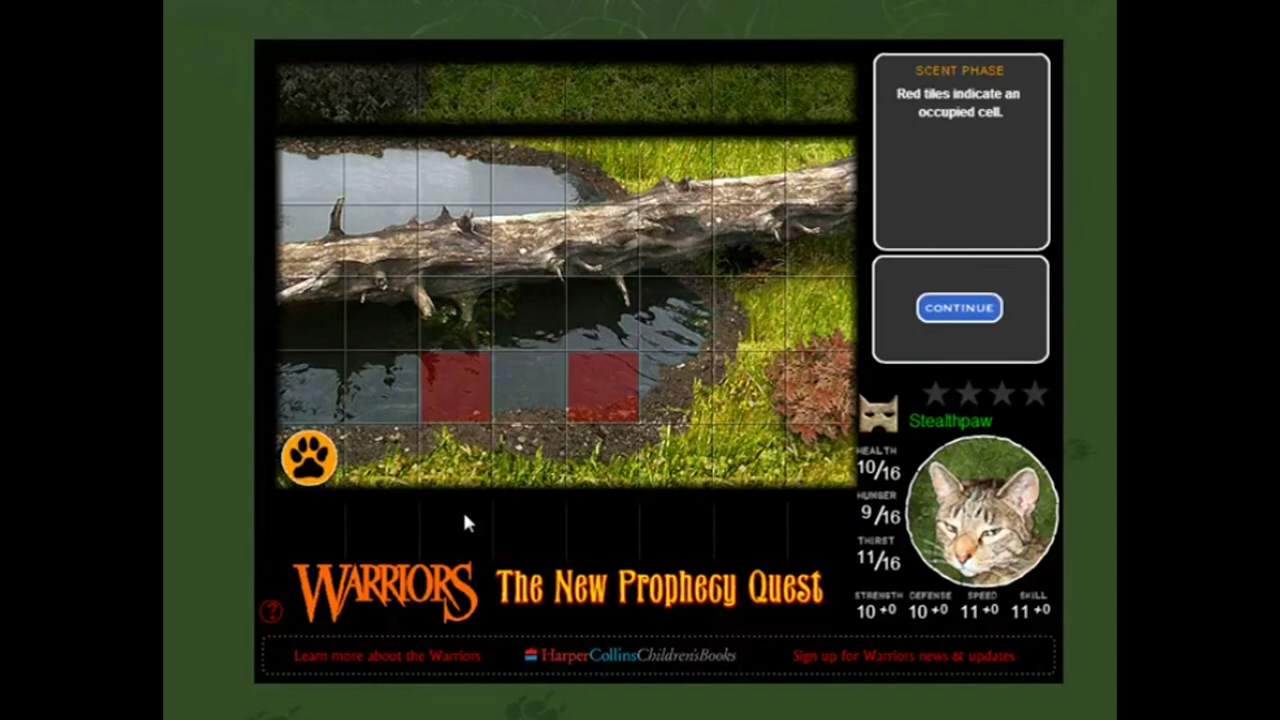 SCENT PHASE
Red tiles indicate an
occupied cell.
CONTINUE
Stealthpaw
HEALTH
10/16
HUNGER
9/16
THIRST
11/16
STRENGTH DEFENSE SPEED SKILL
10+0 10+0 11+0 11+0
WARRIORS The New Prophecy Quest
?
Learn more about the Warriors HarperCollinsChildren'sBooks Sign up for Warriors news & updates